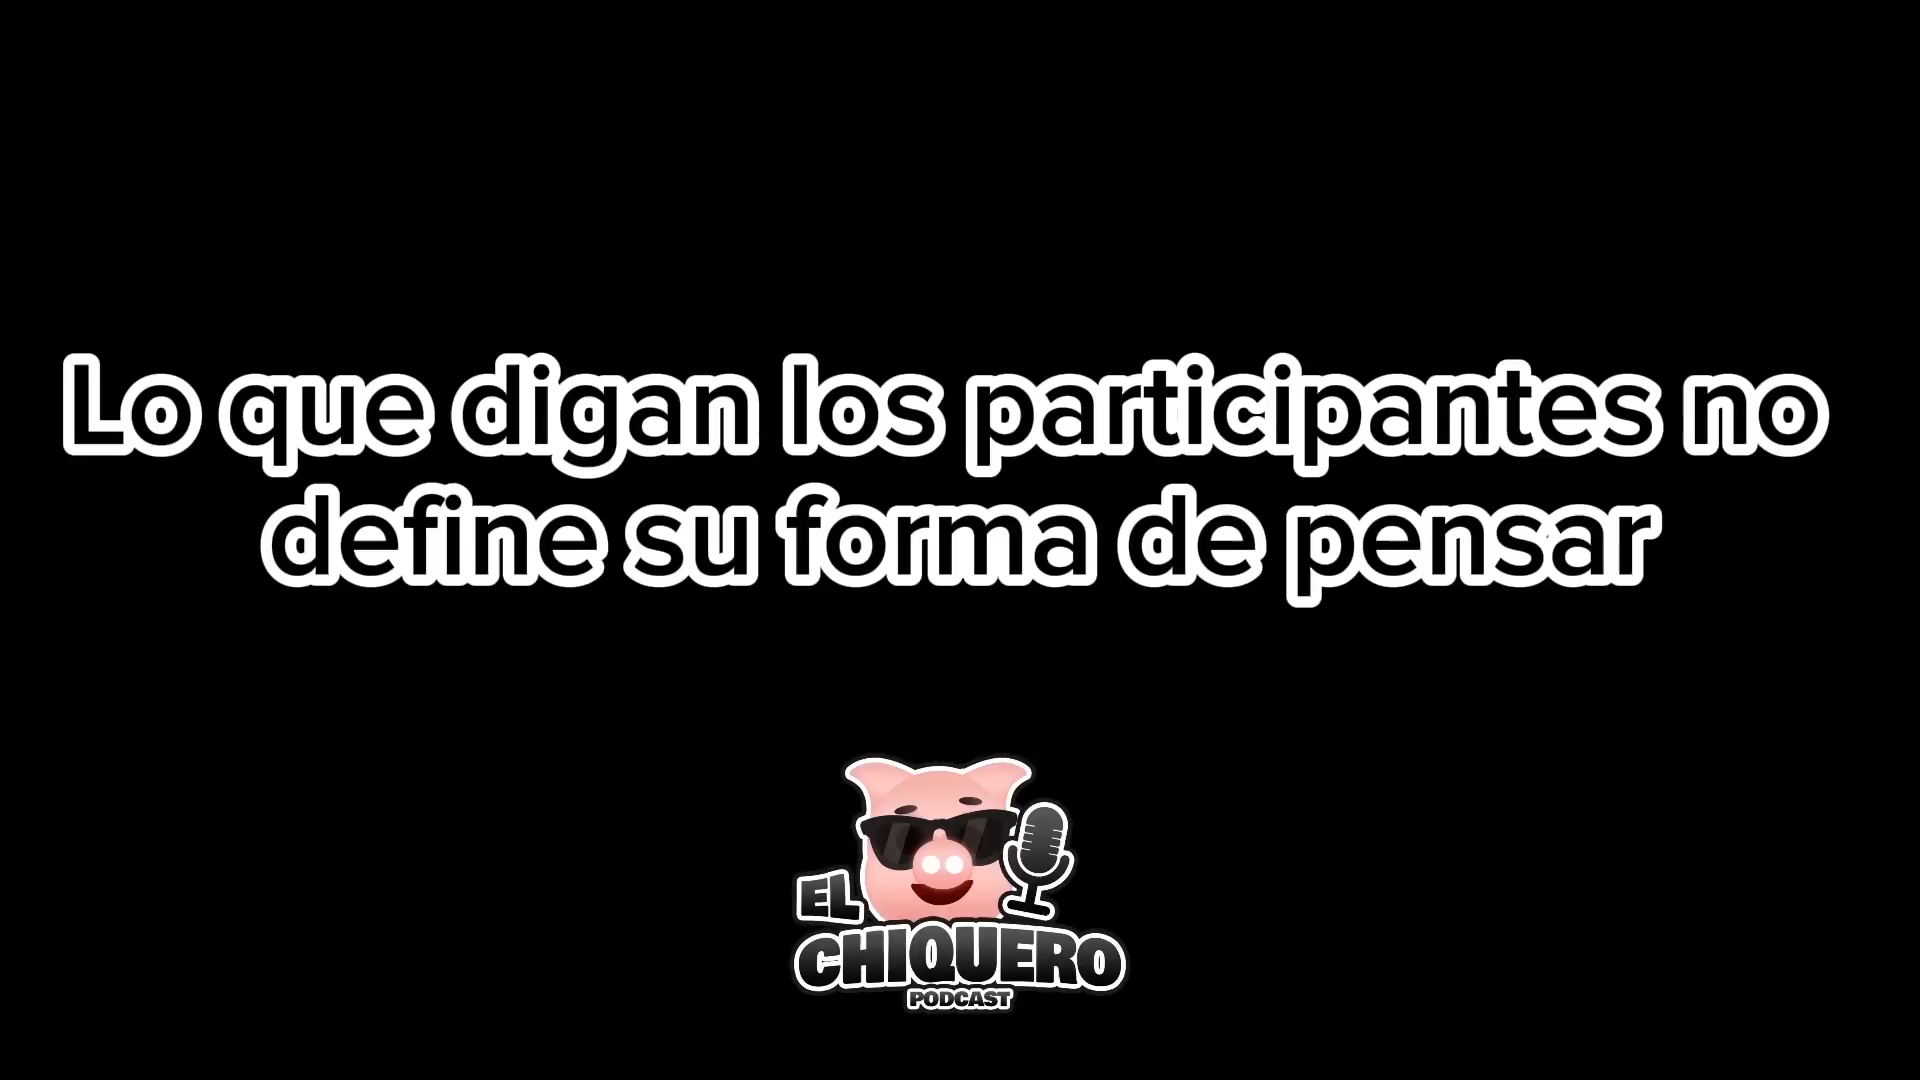 Lo que digan los participantes no
define su forma de pensar
EL
CHIQUERO
PODCAST